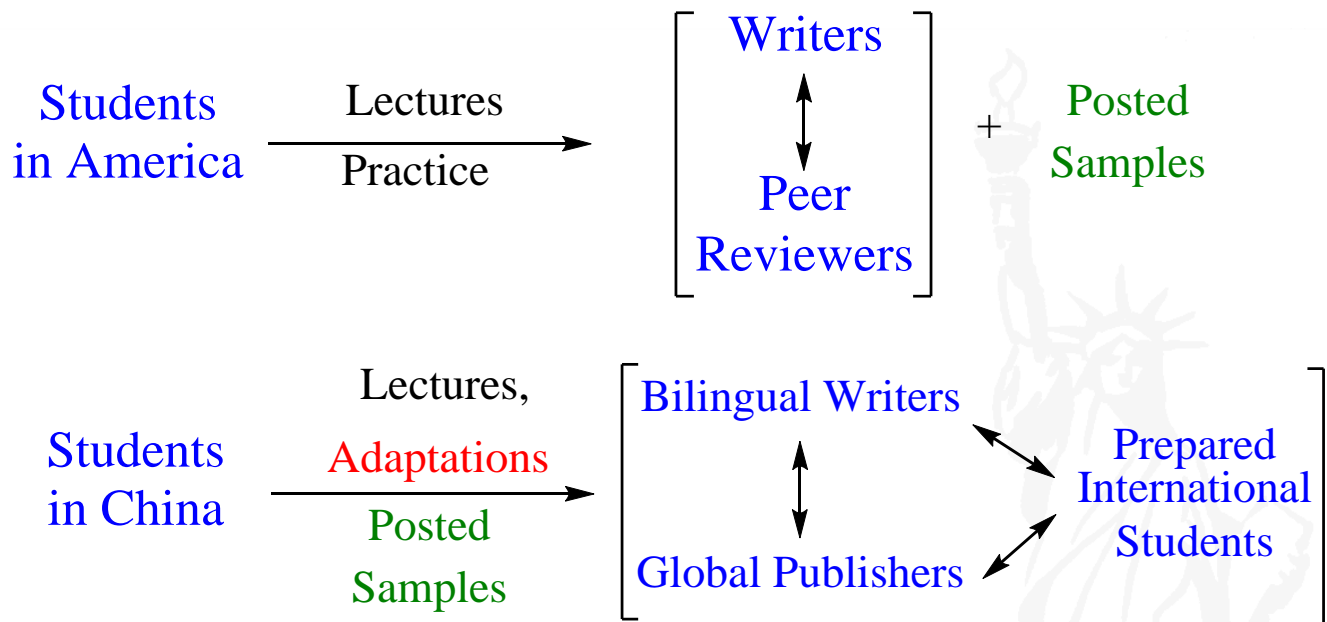 Students
in America
Lectures
Practice
Writers
Peer
Reviewers
+
Posted
Samples
Students
in China
Lectures,
Adaptations
Posted
Samples
Bilingual Writers
Global Publishers
Prepared
International
Students